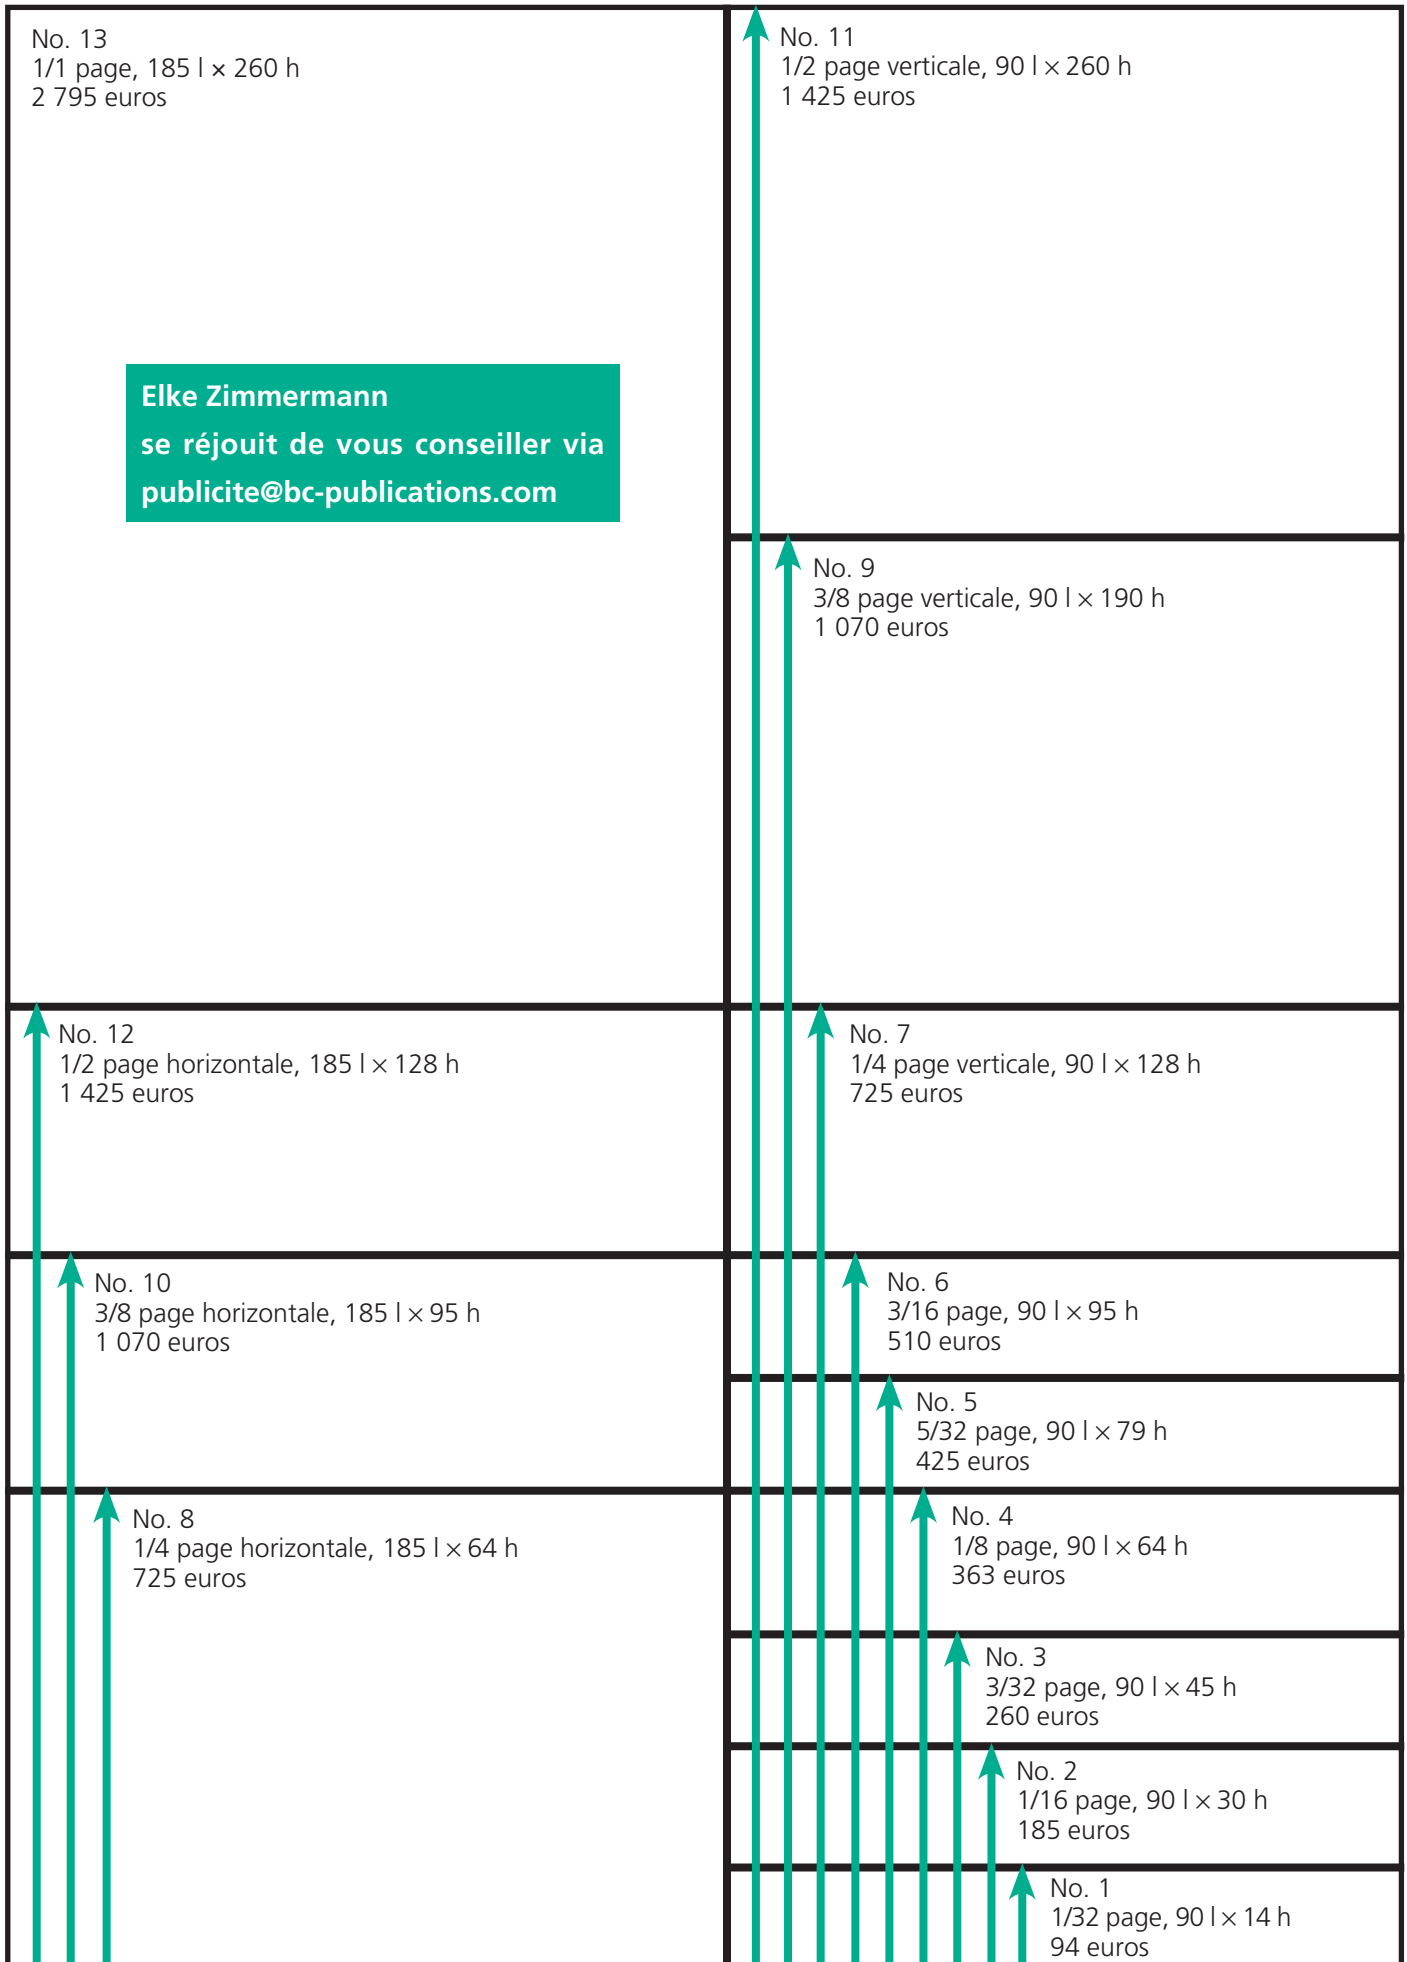 No. 13
1/1 page, 185 l × 260 h
2 795 euros
Elke Zimmermann
se réjouit de vous conseiller via
publicite@bc-publications.com
No. 12
1/2 page horizontale, 185 l × 128 h
1 425 euros
No. 10
3/8 page horizontale, 185 l × 95 h
1 070 euros
No. 8
1/4 page horizontale, 185 l × 64 h
725 euros
No. 11
1/2 page verticale, 90 l × 260 h
1 425 euros
No. 9
3/8 page verticale, 90 l × 190 h
1 070 euros
No. 7
1/4 page verticale, 90 l × 128 h
725 euros
No. 6
3/16 page, 90 l × 95 h
510 euros
No. 5
5/32 page, 90 l × 79 h
425 euros
No. 4
1/8 page, 90 l × 64 h
363 euros
No. 3
3/32 page, 90 l × 45 h
260 euros
No. 2
1/16 page, 90 l × 30 h
185 euros
No. 1
1/32 page, 90 l × 14 h
94 euros